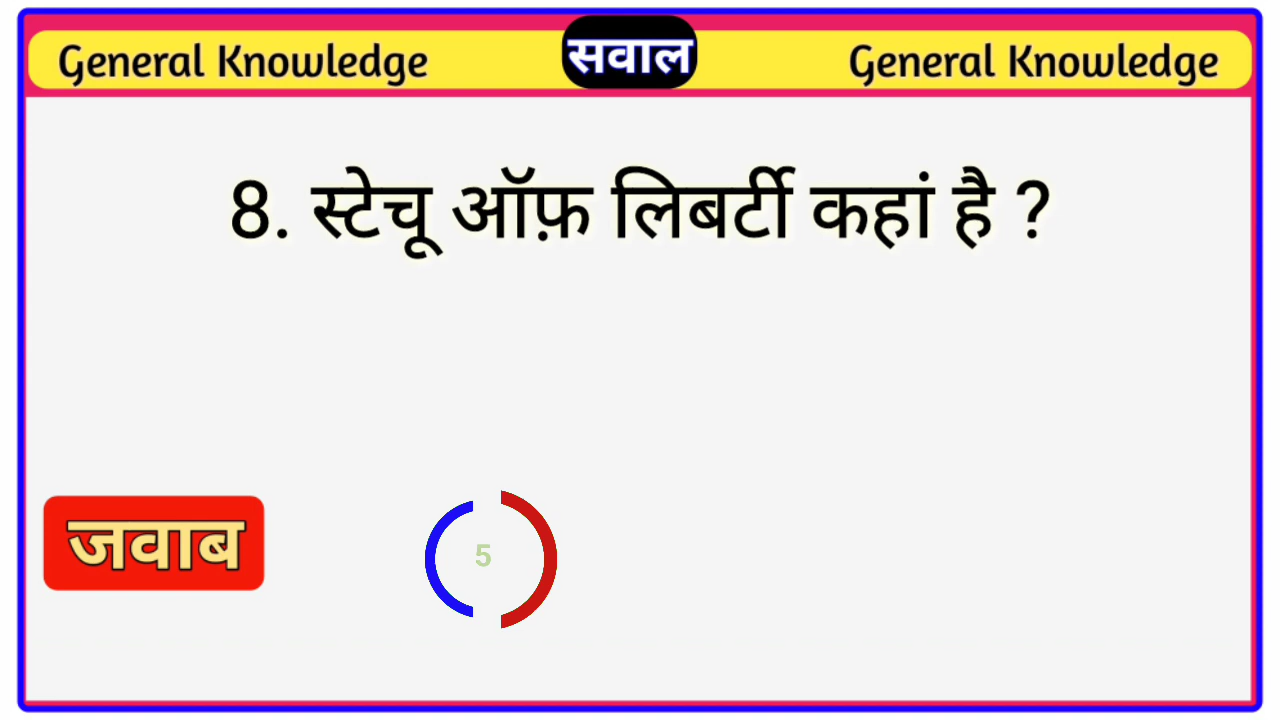 General Knowledge सवाल General Knowledge
8. स्टेचू ऑफ़ लिबर्टी कहां है ?
जवाब 5